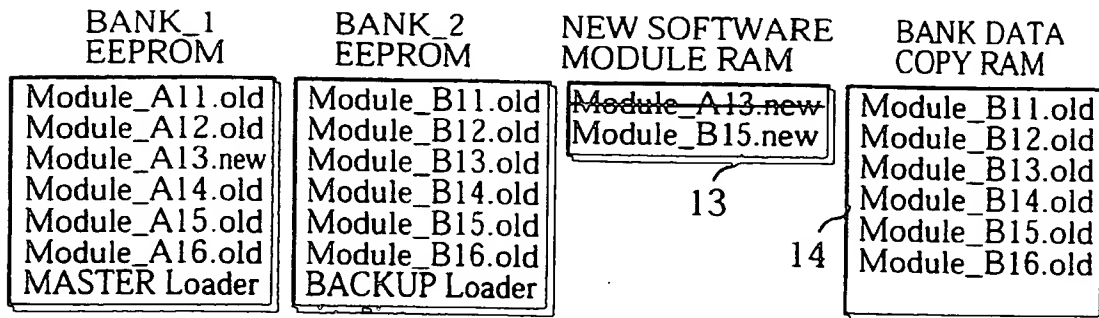 BANK_1
EEPROM
Module_A11.old
Module_A12.old
Module_A13.new
Module_A14.old
Module_A15.old
Module_A16.old
MASTER Loader
BANK_2
EEPROM
Module_B11.old
Module_B12.old
Module_B13.old
Module_B14.old
Module_B15.old
Module_B16.old
BACKUP Loader
NEW SOFTWARE
MODULE RAM
Module_A13.new
Module_B15.new
13
BANK DATA
COPY RAM
Module_B11.old
Module_B12.old
Module_B13.old
Module_B14.old
Module_B15.old
Module_B16.old
14